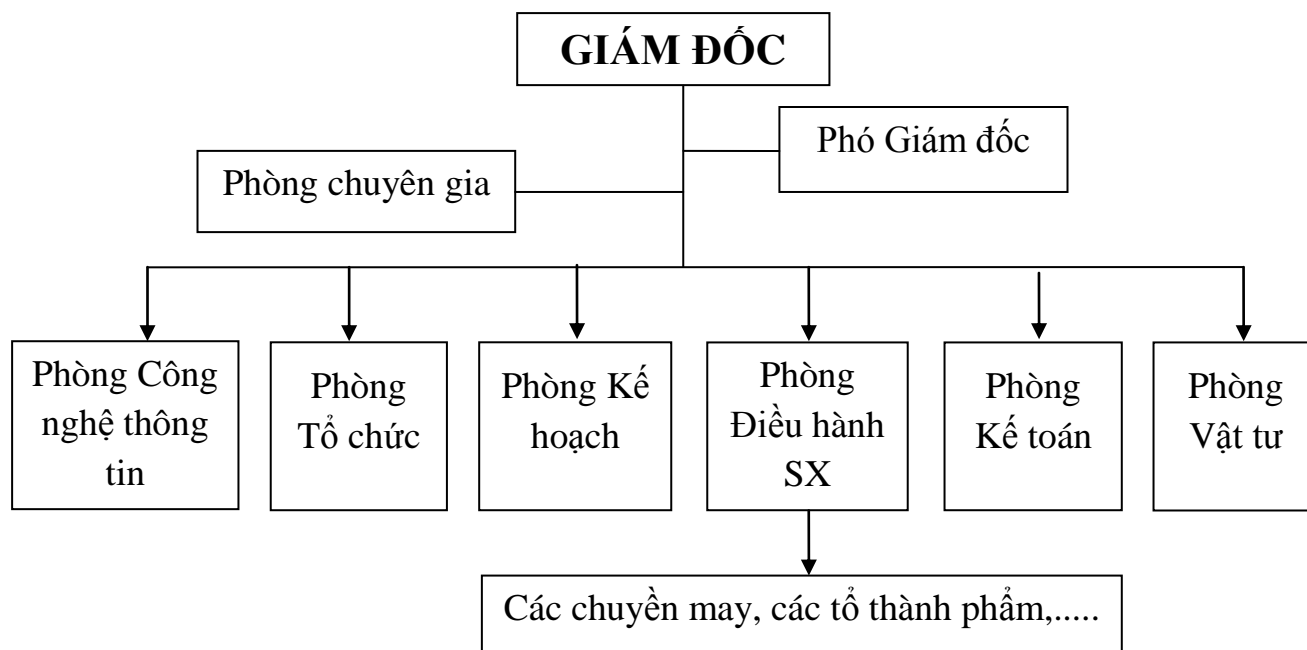 GIÁM ĐỐC
Phó Giám đốc
Phòng chuyên gia
Phòng Công
nghệ thông
tin
Phòng
Tổ chức
Phòng Kế
hoạch
Phòng
Điều hành
SX
Phòng
Kế toán
Phòng
Vật tư
Các chuyền may, các tổ thành phẩm,.....